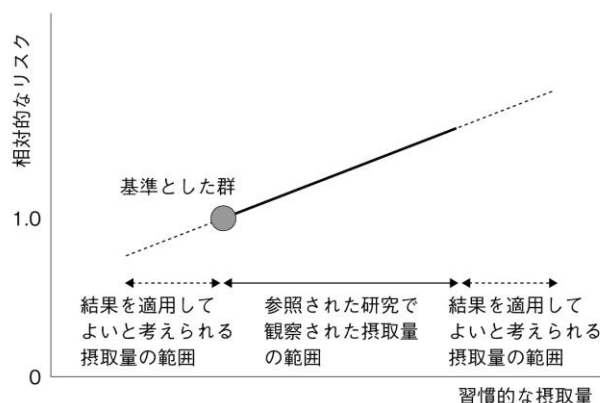 相対的なリスク
基準とした群
1.0
結果を適用して
よいと考えられる
摂取量の範囲
参照された研究で
観察された摂取量
の範囲
結果を適用して
よいと考えられる
摂取量の範囲
0
習慣的な摂取量